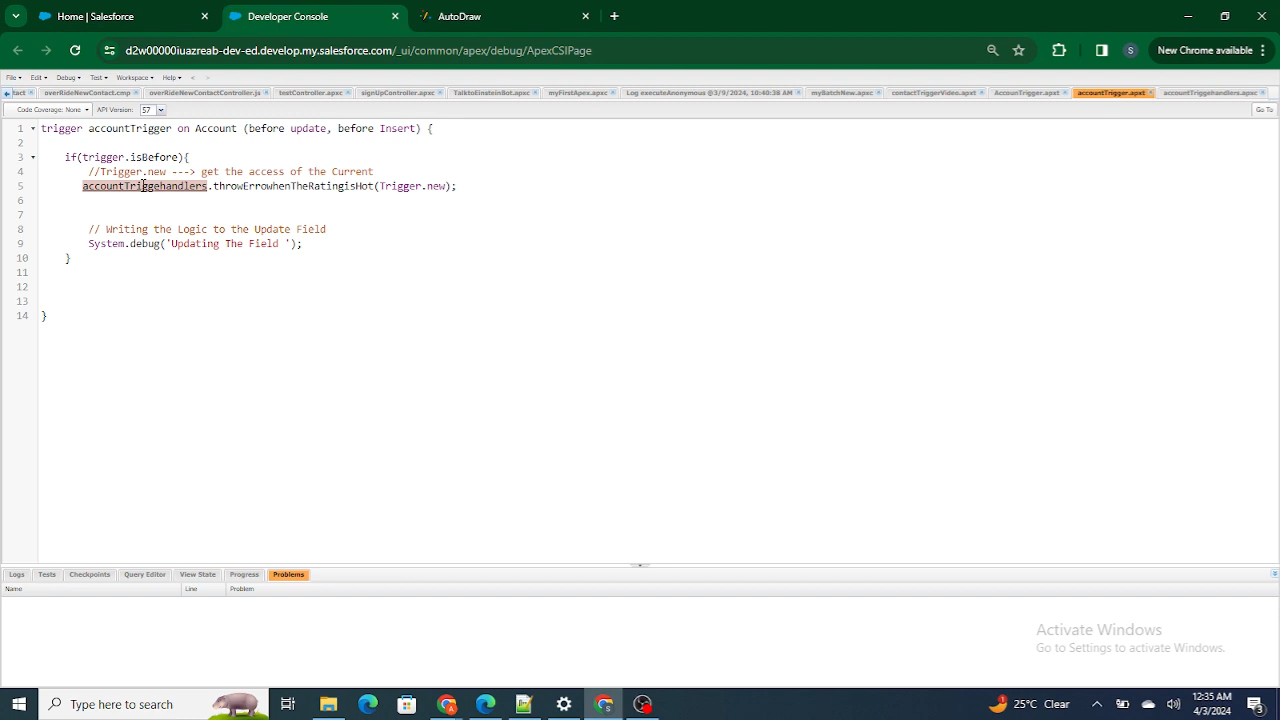 Home | Salesforce
Developer Console
AutoDraw
d2w00000iuazreab-dev-ed.develop.my.salesforce.com/_ui/common/apex/debug/ApexCSIPage
S
New Chrome available
File Edit Debug Test Workspace Help < >
tact overRideNewContact.cmp overRideNewContactController.js testController.apxc signUpController.apxc TalktoEinsteinBot.apxc myFirstApex.apxc Log executeAnonymous @3/9/2024, 10:40:38 AM myBatchNew.apxc contactTriggerVideo.apxt AccounTrigger.apxt accountTrigger.apxt accountTriggehandlers.apxc
Code Coverage: None API Version: 57 Go To
1 trigger accountTrigger on Account (before update, before Insert) {
2
3 if(trigger.isBefore){
4 //Trigger.new ---> get the access of the Current
5 accountTriggehandlers.throwErrowhenTheRatingisHot(Trigger.new);
6
7
8 // Writing the Logic to the Update Field
9 System.debug('Updating The Field ');
10 }
11
12
13
14 }
Logs Tests Checkpoints Query Editor View State Progress Problems
Name Line Problem
Activate Windows
Go to Settings to activate Windows.
Type here to search
25°C Clear
12:35 AM
4/3/2024
3